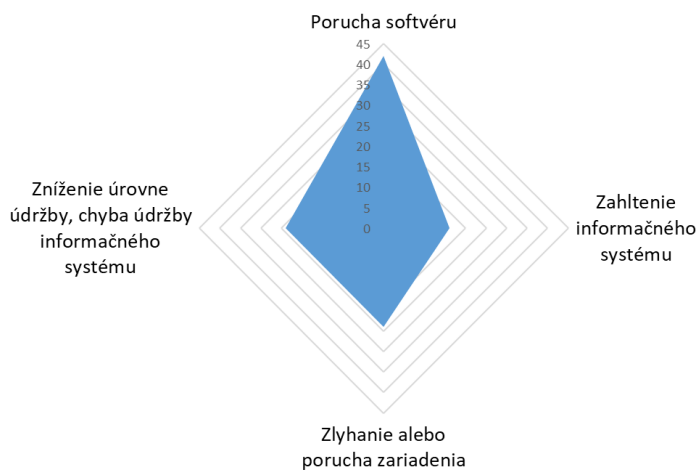 Porucha softvéru
45
40
35
30
25
20
15
10
5
0
Zníženie úrovne
údržby, chyba údržby
informačného
systému
Zahltenie
informačného
systému
Zlyhanie alebo
porucha zariadenia